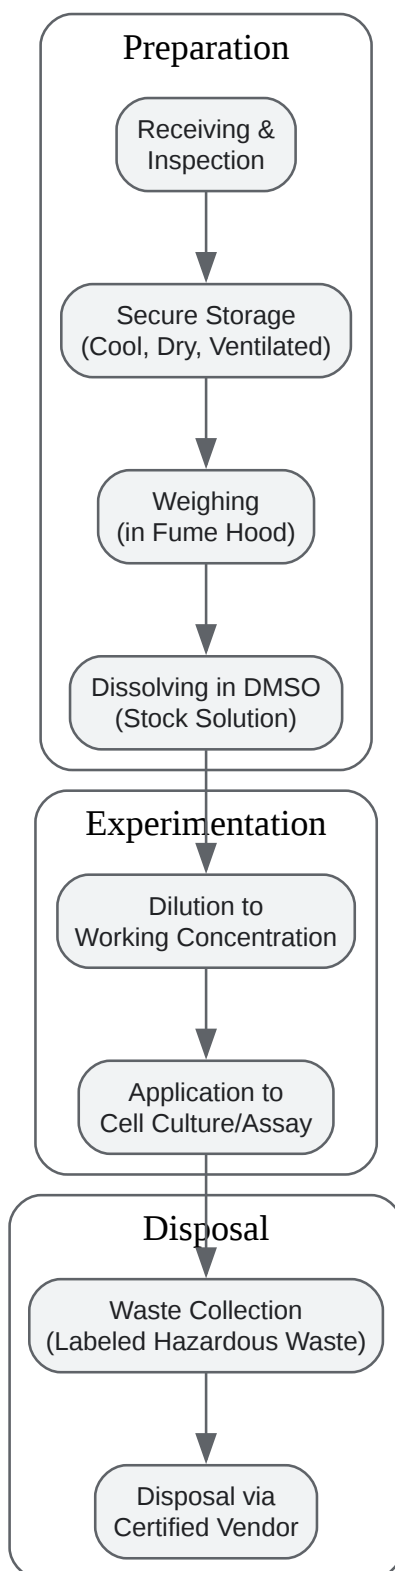 Preparation
Receiving &
Inspection
Secure Storage
(Cool, Dry, Ventilated)
Weighing
(in Fume Hood)
Dissolving in DMSO
(Stock Solution)
Experimentation
Dilution to
Working Concentration
Application to
Cell Culture/Assay
Disposal
Waste Collection
(Labeled Hazardous Waste)
Disposal via
Certified Vendor